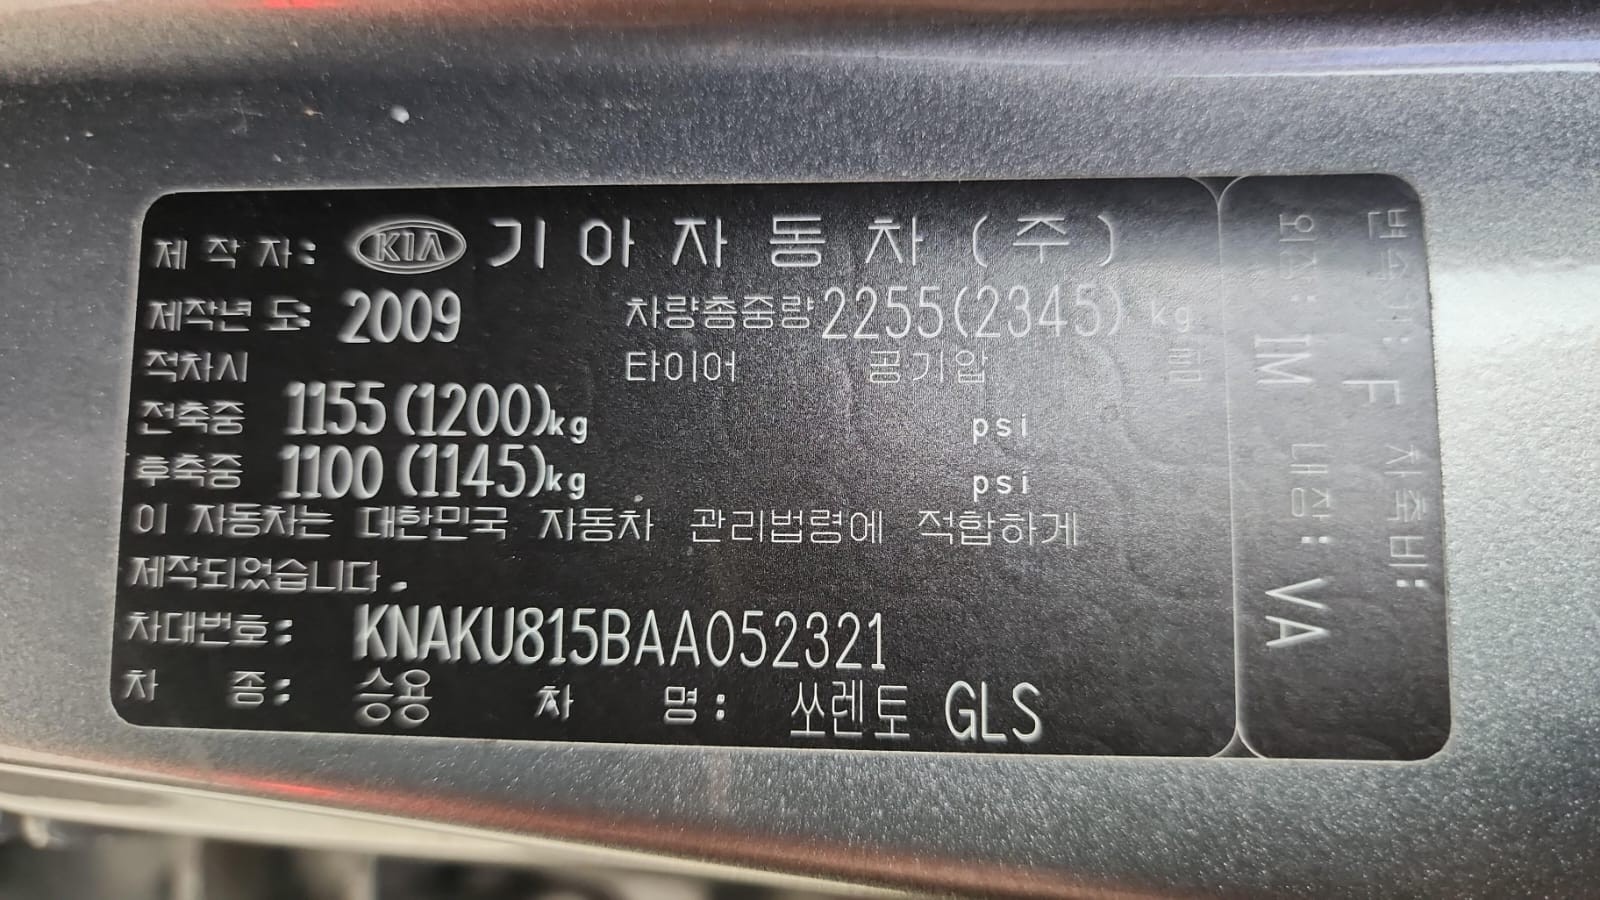 제 작 자: KIA 기 아 자 동 차 (주)
제작년 도: 2009 차량총중량 2255(2345) kg
적차시 타이어 공기압 림
전축중 1155(1200)kg psi
후축중 1100(1145)kg psi
이 자동차는 대한민국 자동차 관리법령에 적합하게
제작되었습니다.
차대번호: KNAKU815BAA052321
차 종: 승용 차 명: 쏘렌토 GLS
변속기: F 차축비:
외장: IM 내장: VA